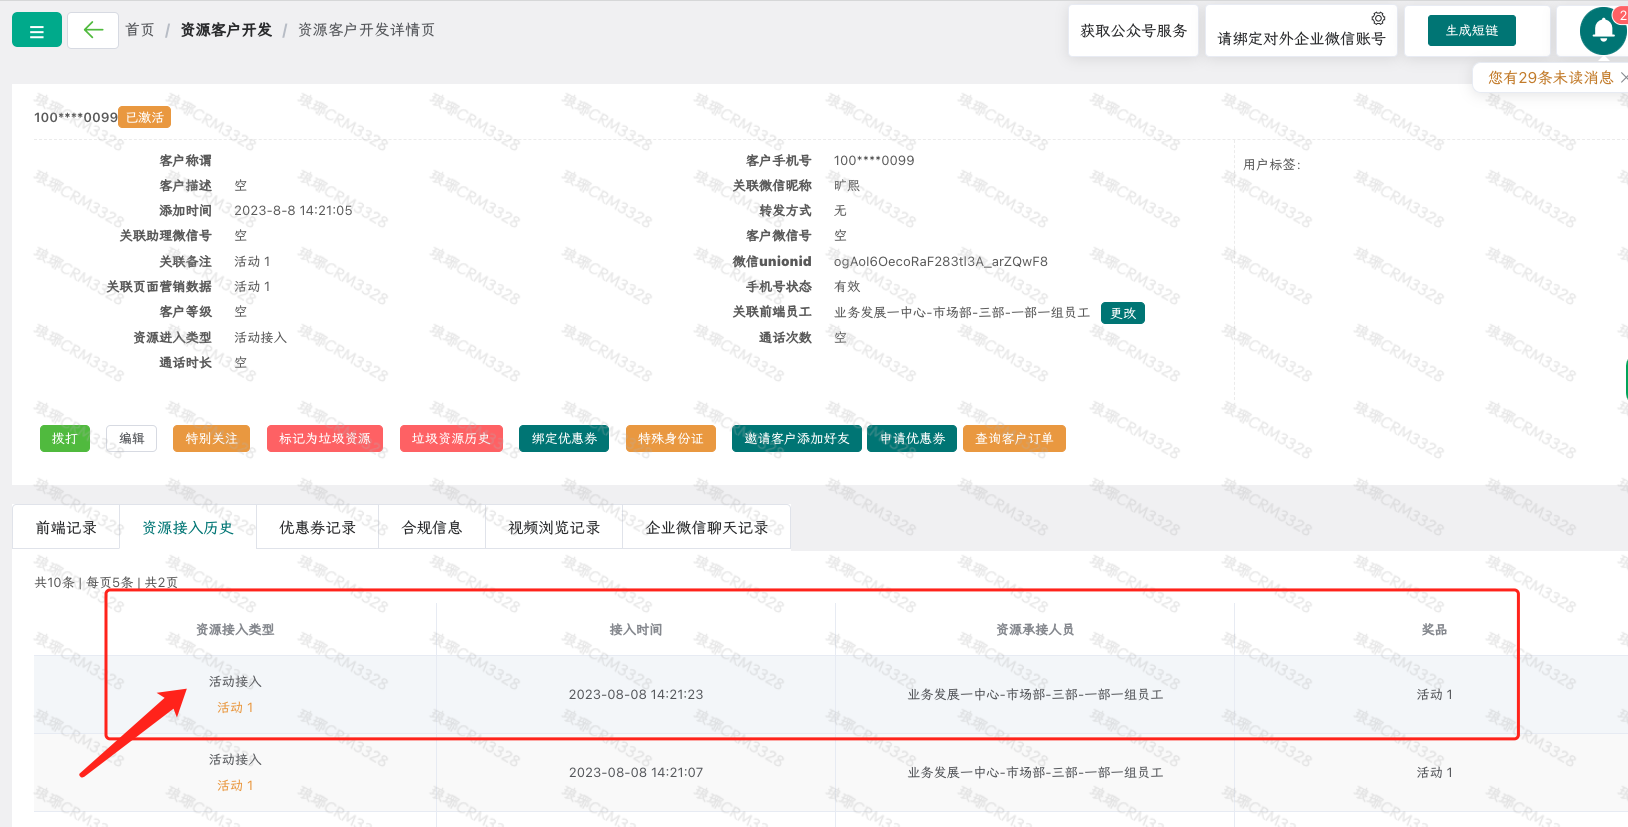 首页 / 资源客户开发 / 资源客户开发详情页
获取公众号服务
请绑定对外企业微信账号
生成短链
2
您有29条未读消息 ×
100****0099 已激活
客户称谓
客户手机号 100****0099
用户标签:
客户描述 空
关联微信昵称 旷熙
添加时间 2023-8-8 14:21:05
转发方式 无
关联助理微信号 空
客户微信号 空
关联备注 活动 1
微信unionid ogAoI6OecoRaF283tI3A_arZQwF8
关联页面营销数据 活动 1
手机号状态 有效
客户等级 空
关联前端员工 业务发展一中心-市场部-三部-一部一组员工 更改
资源进入类型 活动接入
通话次数 空
通话时长 空
拨打 编辑 特别关注 标记为垃圾资源 垃圾资源历史 绑定优惠券 特殊身份证 邀请客户添加好友 申请优惠券 查询客户订单
前端记录 资源接入历史 优惠券记录 合规信息 视频浏览记录 企业微信聊天记录
共10条 | 每页5条 | 共2页
资源接入类型 接入时间 资源承接人员 奖品
活动接入
活动 1
2023-08-08 14:21:23 业务发展一中心-市场部-三部-一部一组员工 活动 1
活动接入
活动 1
2023-08-08 14:21:07 业务发展一中心-市场部-三部-一部一组员工 活动 1